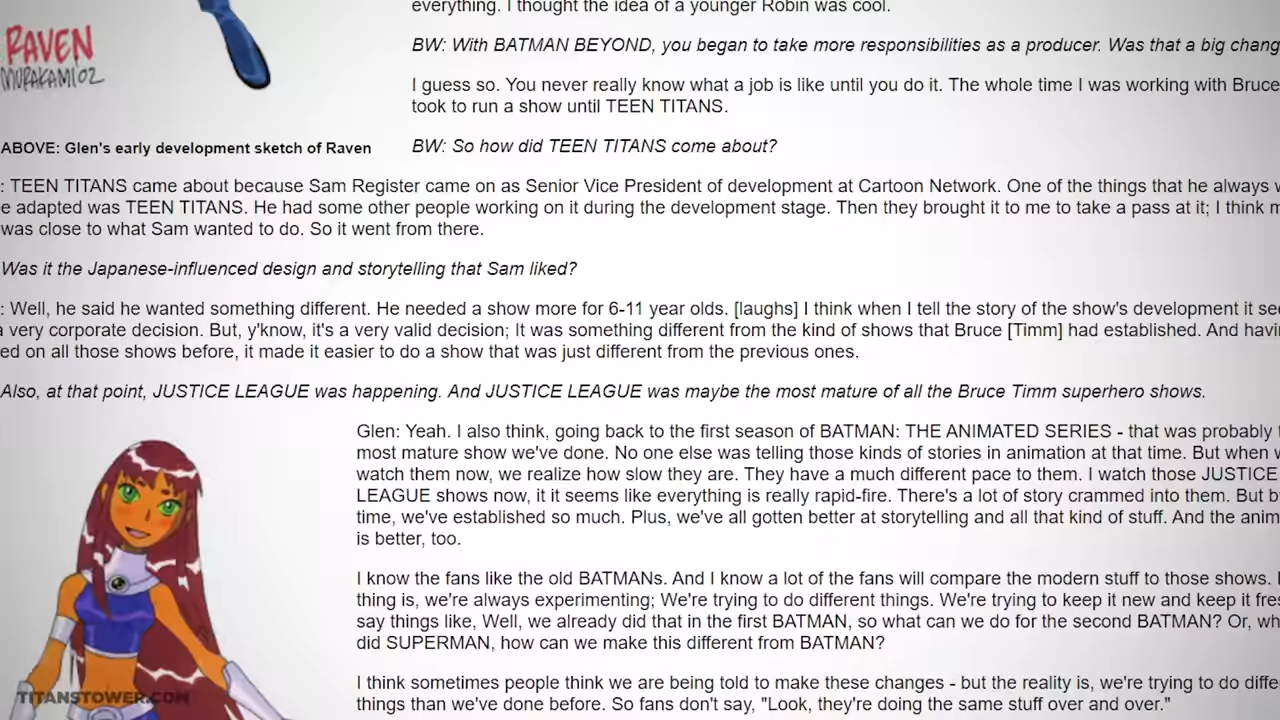 everything. I thought the idea of a younger Robin was cool.
RAVEN
MURAKAMI 02
BW: With BATMAN BEYOND, you began to take more responsibilities as a producer. Was that a big chang
I guess so. You never really know what a job is like until you do it. The whole time I was working with Bruce
took to run a show until TEEN TITANS.
ABOVE: Glen's early development sketch of Raven
BW: So how did TEEN TITANS come about?
: TEEN TITANS came about because Sam Register came on as Senior Vice President of development at Cartoon Network. One of the things that he always w
e adapted was TEEN TITANS. He had some other people working on it during the development stage. Then they brought it to me to take a pass at it; I think m
was close to what Sam wanted to do. So it went from there.
Was it the Japanese-influenced design and storytelling that Sam liked?
: Well, he said he wanted something different. He needed a show more for 6-11 year olds. [laughs] I think when I tell the story of the show's development it see
a very corporate decision. But, y'know, it's a very valid decision; It was something different from the kind of shows that Bruce [Timm] had established. And havin
ed on all those shows before, it made it easier to do a show that was just different from the previous ones.
Also, at that point, JUSTICE LEAGUE was happening. And JUSTICE LEAGUE was maybe the most mature of all the Bruce Timm superhero shows.
Glen: Yeah. I also think, going back to the first season of BATMAN: THE ANIMATED SERIES - that was probably t
most mature show we've done. No one else was telling those kinds of stories in animation at that time. But when w
watch them now, we realize how slow they are. They have a much different pace to them. I watch those JUSTICE
LEAGUE shows now, it it seems like everything is really rapid-fire. There's a lot of story crammed into them. But b
time, we've established so much. Plus, we've all gotten better at storytelling and all that kind of stuff. And the anim
is better, too.
I know the fans like the old BATMANs. And I know a lot of the fans will compare the modern stuff to those shows.
thing is, we're always experimenting; We're trying to do different things. We're trying to keep it new and keep it fres
say things like, Well, we already did that in the first BATMAN, so what can we do for the second BATMAN? Or, wh
did SUPERMAN, how can we make this different from BATMAN?
I think sometimes people think we are being told to make these changes - but the reality is, we're trying to do diffe
things than we've done before. So fans don't say, "Look, they're doing the same stuff over and over."
TITANSTOWER.COM